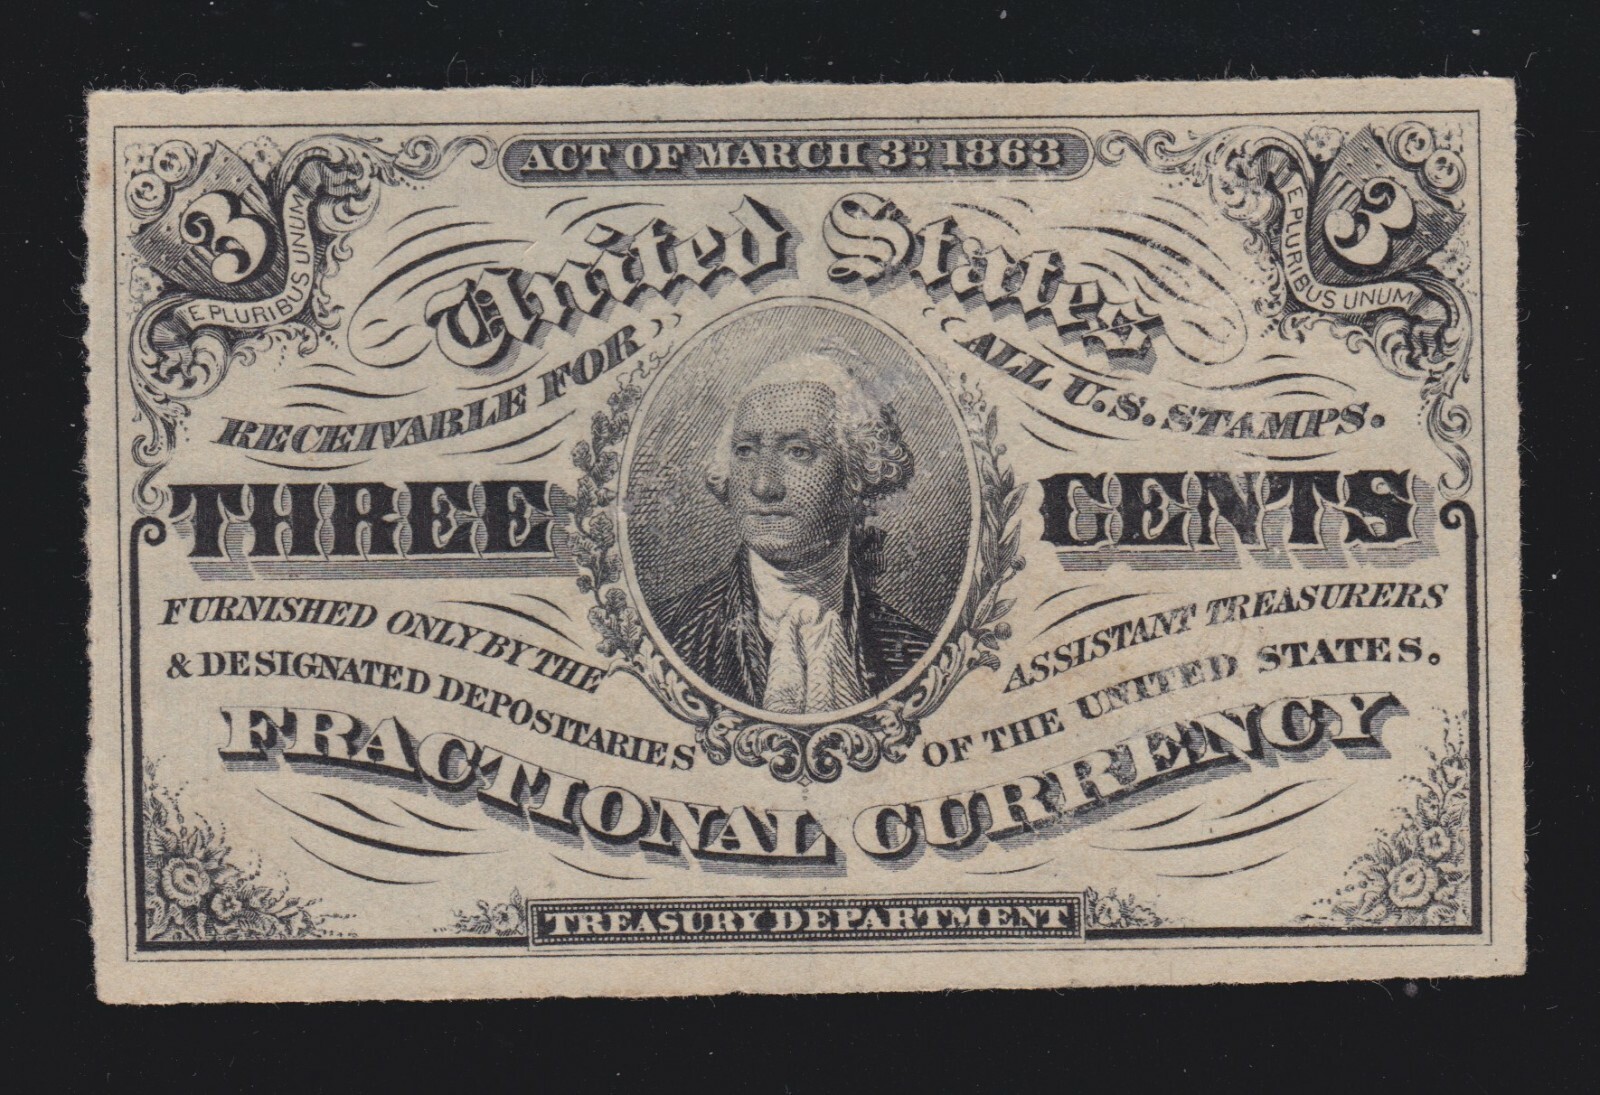 ACT OF MARCH 3D. 1863
3
E PLURIBUS UNUM
3
E PLURIBUS UNUM
United States
RECEIVABLE FOR ALL U.S. STAMPS.
THREE CENTS
FURNISHED ONLY BY THE ASSISTANT TREASURERS
& DESIGNATED DEPOSITARIES OF THE UNITED STATES.
FRACTIONAL CURRENCY
TREASURY DEPARTMENT